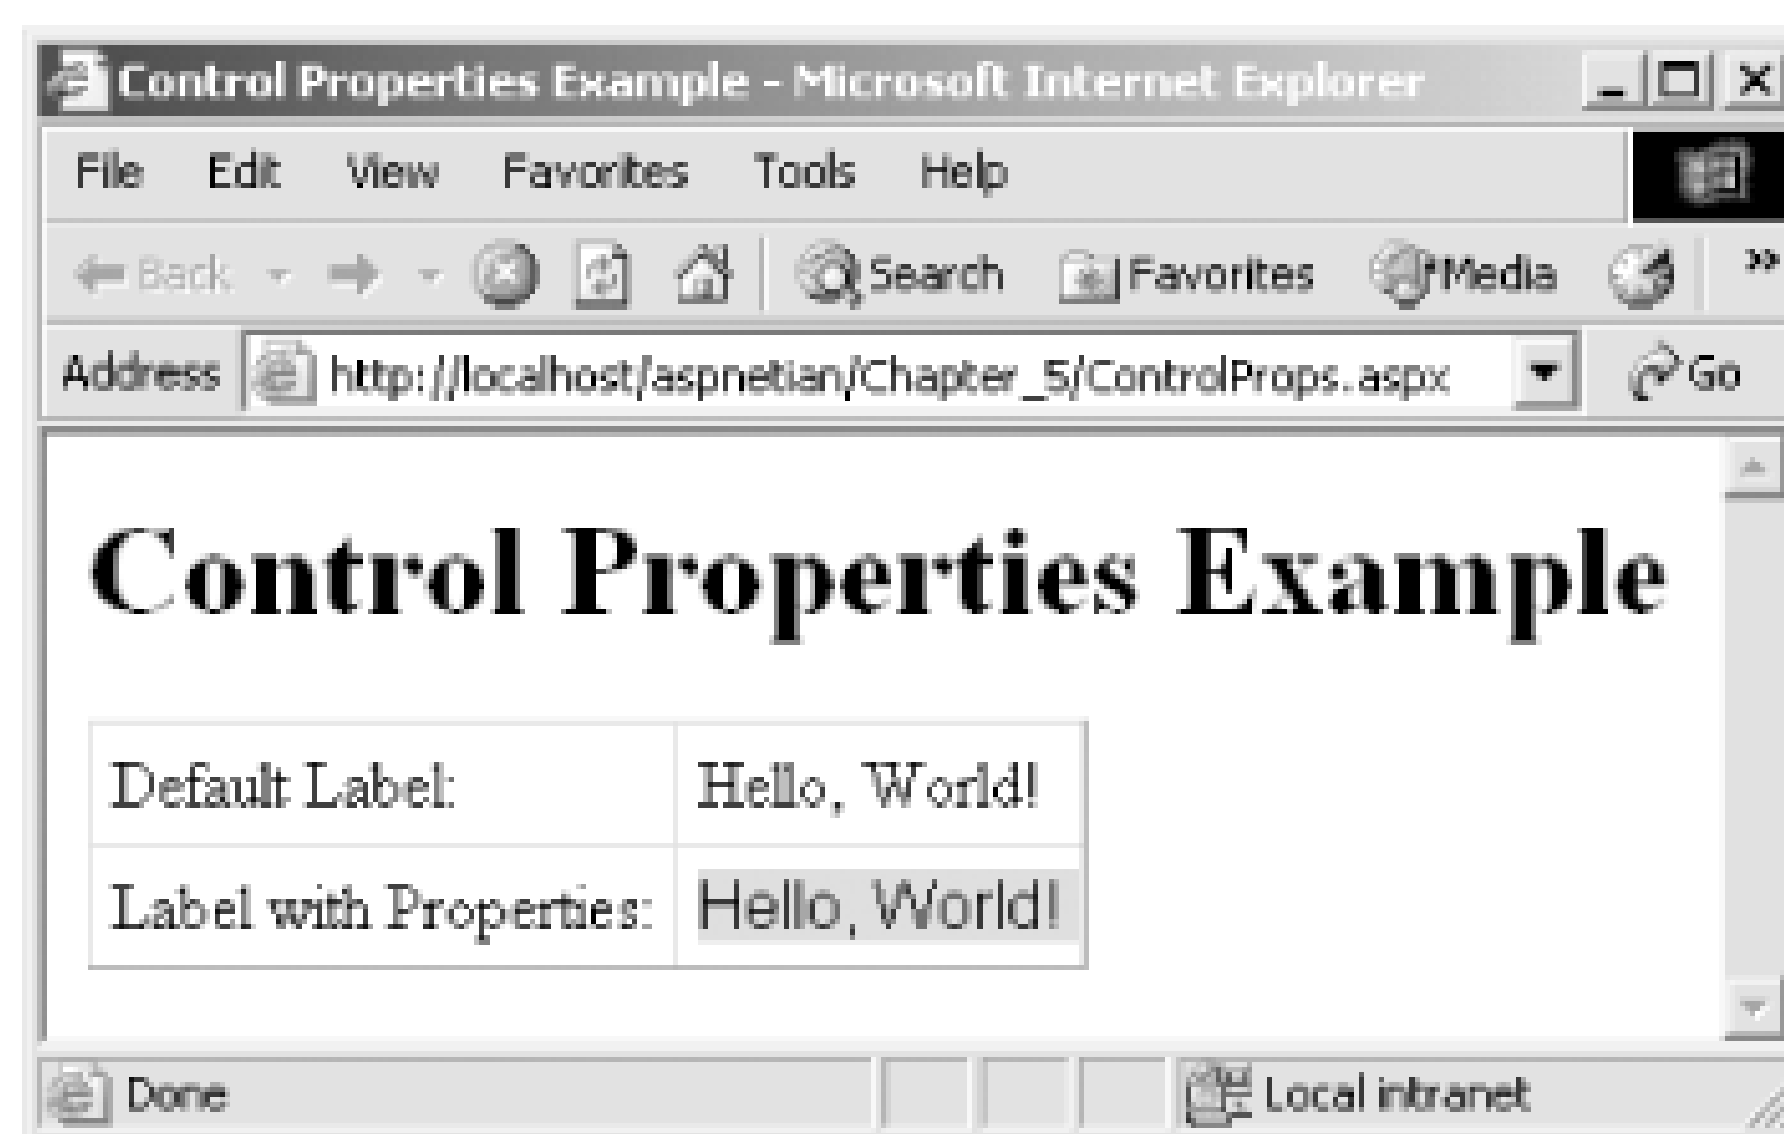 Control Properties Example - Microsoft Internet Explorer
File Edit View Favorites Tools Help
Back Search Favorites Media »
Address http://localhost/aspnetian/Chapter_5/ControlProps.aspx Go
Control Properties Example
Default Label: Hello, World!
Label with Properties: Hello, World!
Done Local intranet